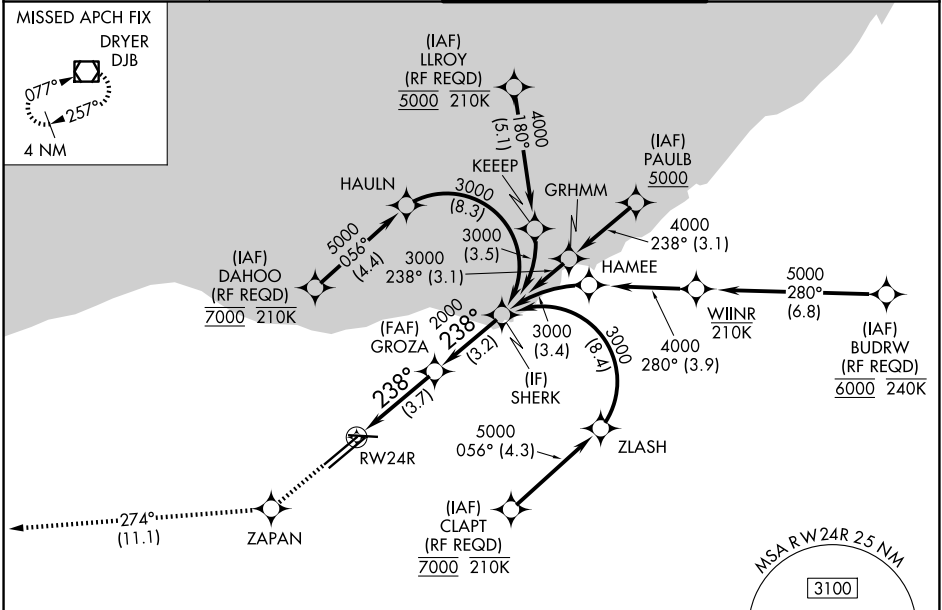 MISSED APCH FIX
DRYER
DJB
077°
257°
4 NM
(IAF)
LLROY
(RF REQD)
5000 210K
4000
180°
(5.1)
KEEEP
(IAF)
PAULB
5000
HAULN
3000
(8.3)
GRHMM
3000
(3.5)
4000
238° (3.1)
5000
056°
(4.4)
3000
238° (3.1)
HAMEE
(IAF)
DAHOO
(RF REQD)
7000 210K
5000
280°
(6.8)
WIINR
210K
4000
280° (3.9)
(IAF)
BUDRW
(RF REQD)
6000 240K
(FAF)
GROZA
2000
238°
(3.2)
3000
(3.4)
3000
(8.4)
(IF)
SHERK
238°
(3.7)
RW24R
5000
056° (4.3)
ZLASH
274°
(11.1)
ZAPAN
(IAF)
CLAPT
(RF REQD)
7000 210K
MSA RW24R 25 NM
3100